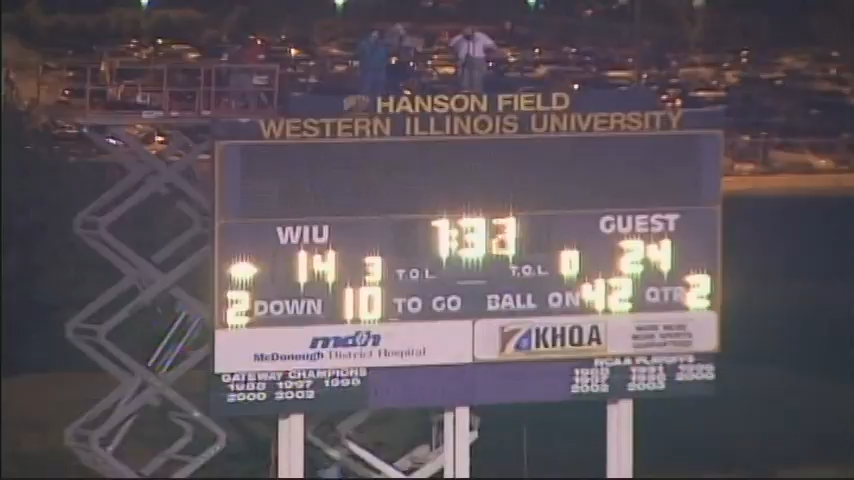 HANSON FIELD
WESTERN ILLINOIS UNIVERSITY
WIU 1:33 GUEST
14 3 T.O.L. T.O.L. 0 24
2 DOWN 10 TO GO BALL ON 42 QTR 2
mdh
McDonough District Hospital
7 KHQA
GATEWAY CHAMPIONS
1988 1997 1998
2000 2002
NCAA PLAYOFFS
2002 2003